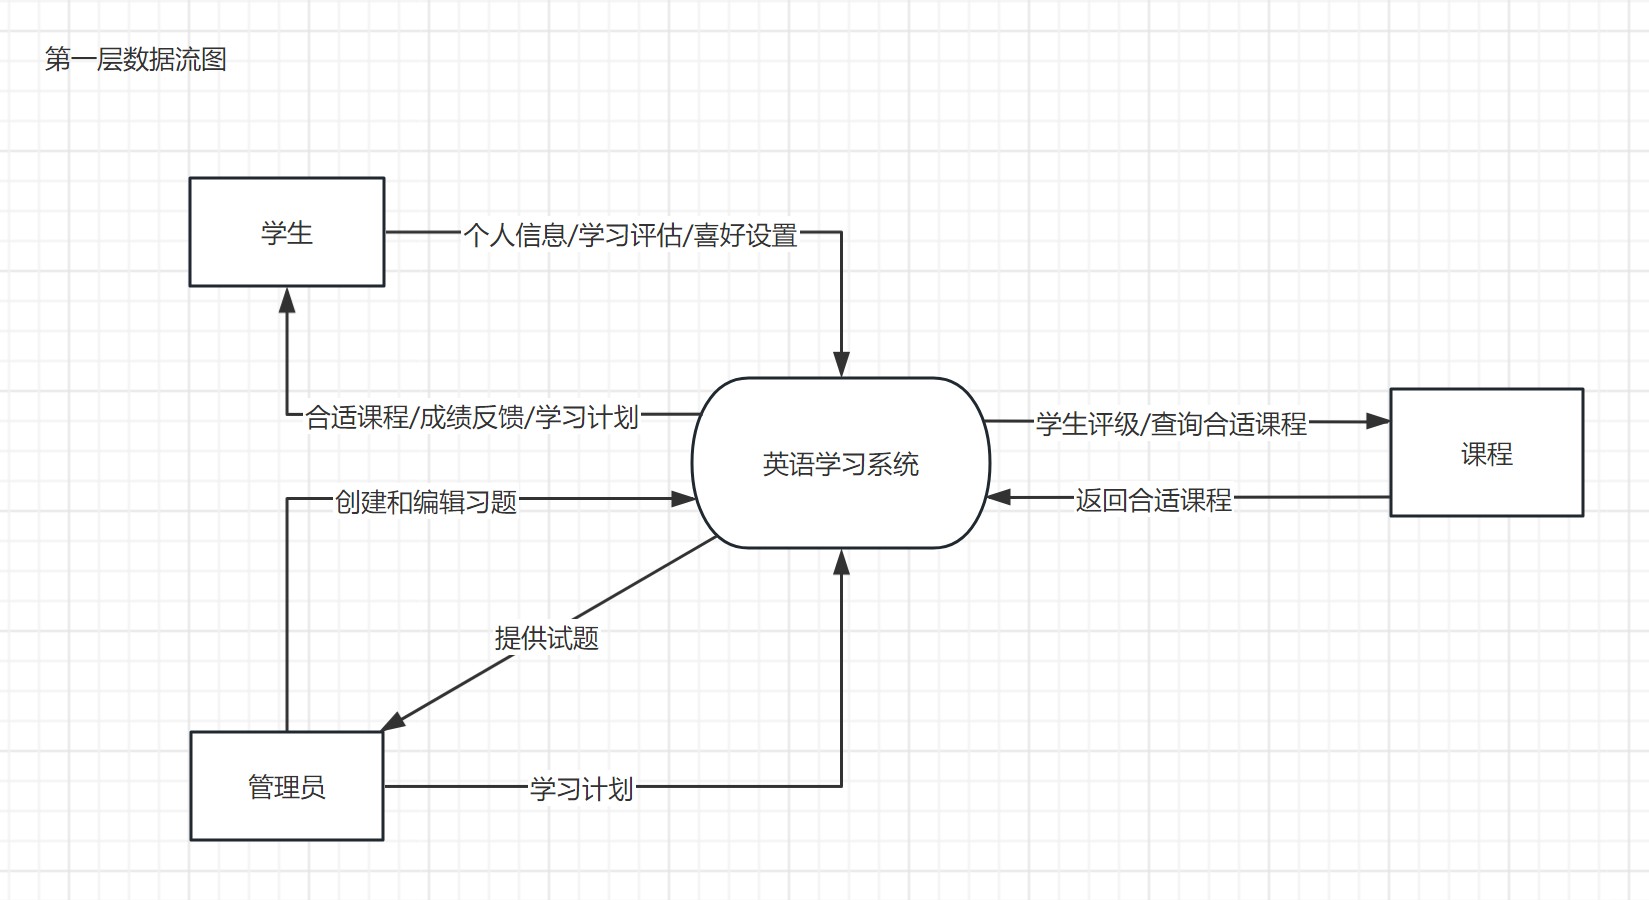 第一层数据流图
学生
个人信息/学习评估/喜好设置
合适课程/成绩反馈/学习计划
学生评级/查询合适课程
课程
英语学习系统
创建和编辑习题
返回合适课程
提供试题
管理员
学习计划